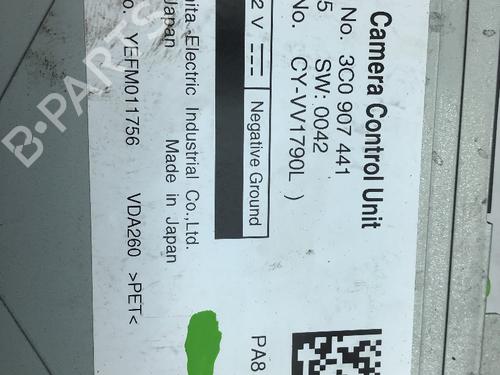 Camera Control Unit
No. 3C0 907 441
5 SW: 0042
No. CY-VV1790L )
2 V Negative Ground
ita Electric Industrial Co.,Ltd.
Japan Made in Japan
o YEFM011756 VDA260 >PET<
PA8
B-PARTS